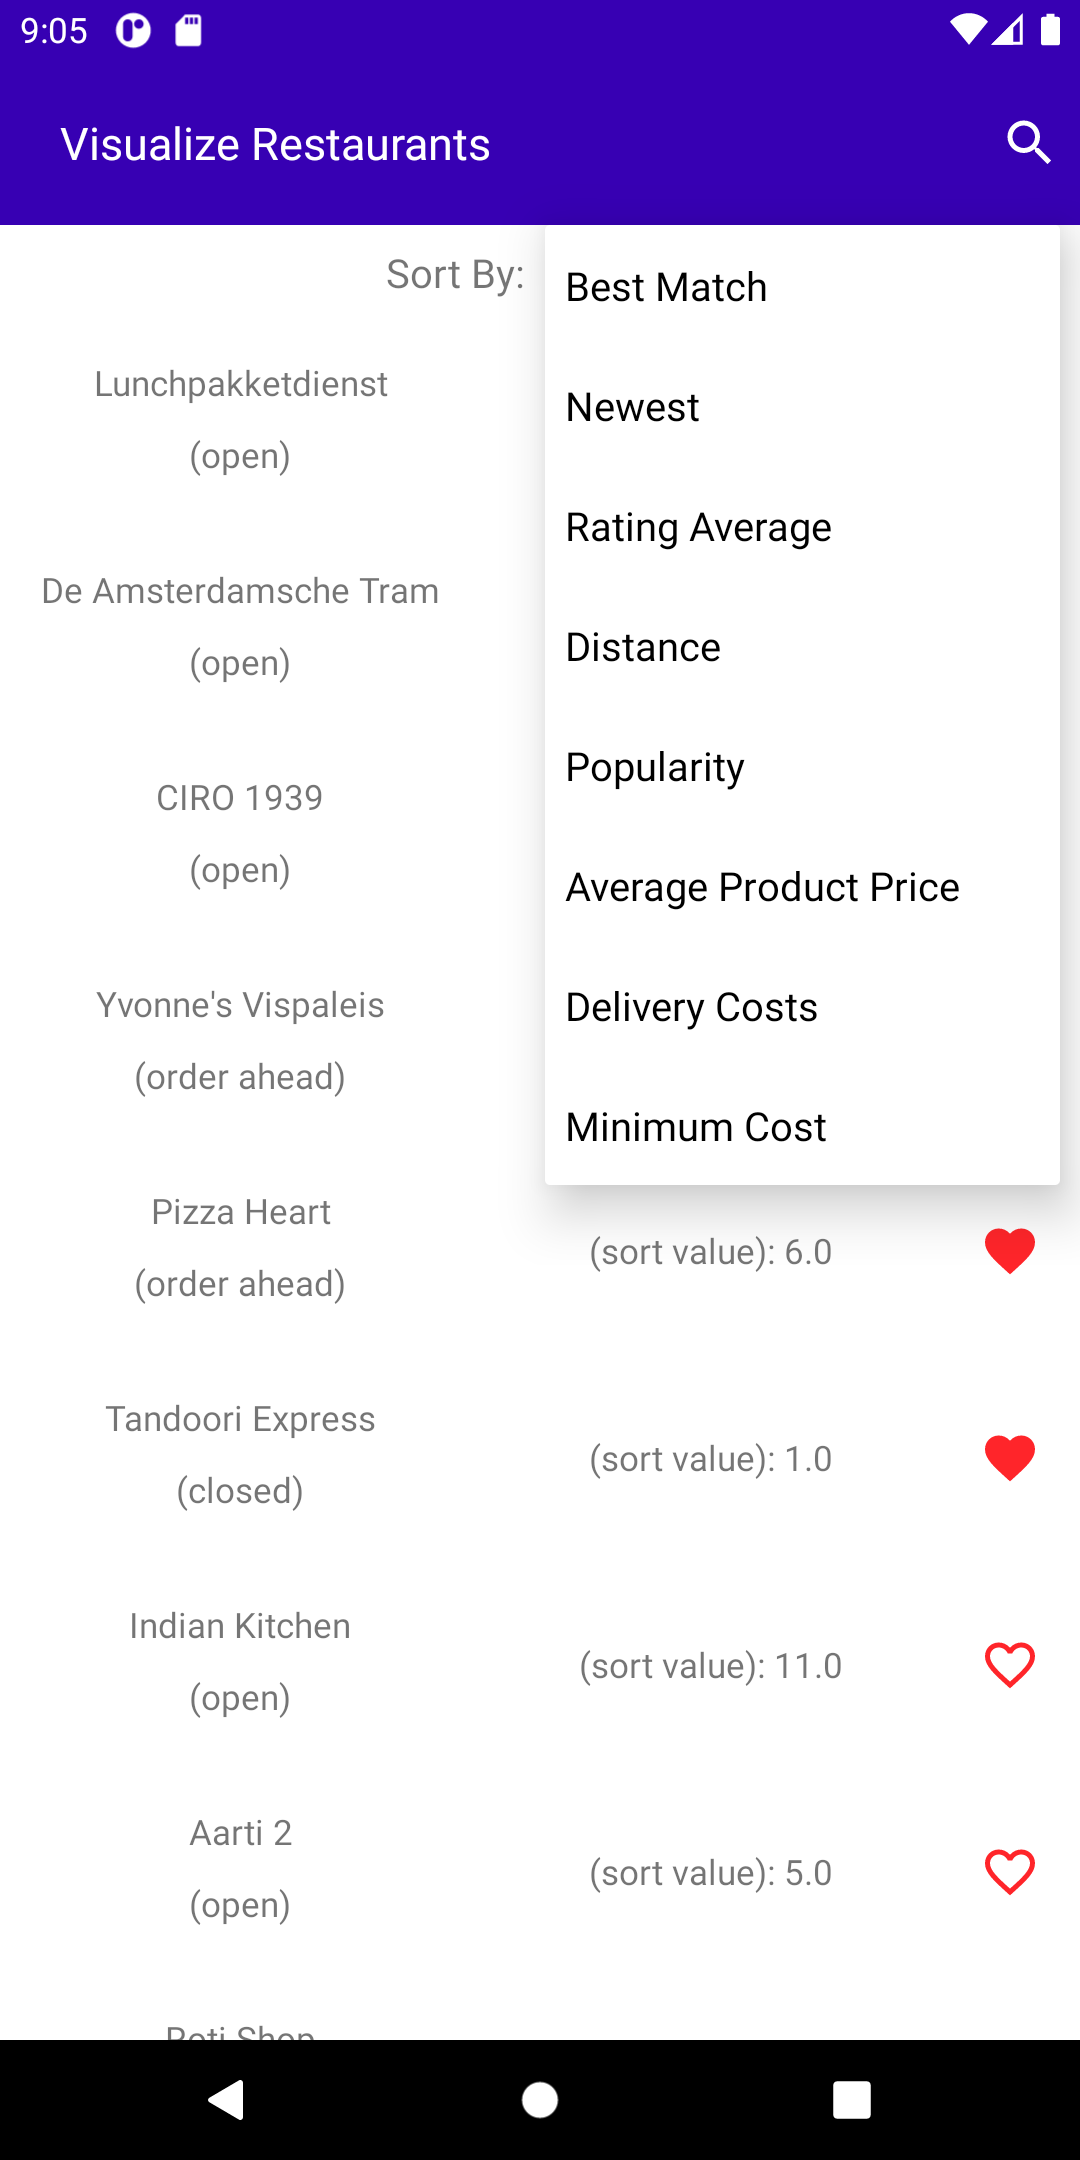 9:05
Visualize Restaurants
Sort By:
Best Match
Newest
Rating Average
Distance
Popularity
Average Product Price
Delivery Costs
Minimum Cost
Lunchpakketdienst
(open)
De Amsterdamsche Tram
(open)
CIRO 1939
(open)
Yvonne's Vispaleis
(order ahead)
Pizza Heart
(order ahead)
(sort value): 6.0
Tandoori Express
(closed)
(sort value): 1.0
Indian Kitchen
(open)
(sort value): 11.0
Aarti 2
(open)
(sort value): 5.0
Roti Shop